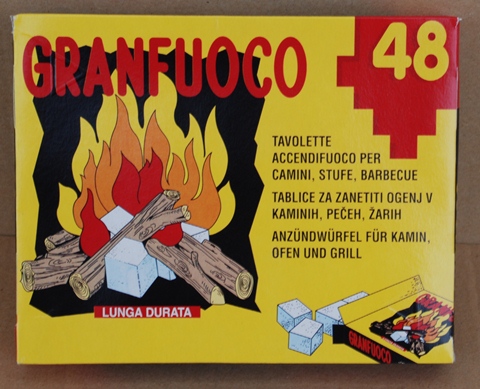 GRANFUOCO
48
TAVOLETTE
ACCENDIFUOCO PER
CAMINI, STUFE, BARBECUE
TABLICE ZA ZANETITI OGENJ V
KAMINIH, PEČEH, ŽARIH
ANZÜNDWÜRFEL FÜR KAMIN,
OFEN UND GRILL
LUNGA DURATA
GRANFUOCO